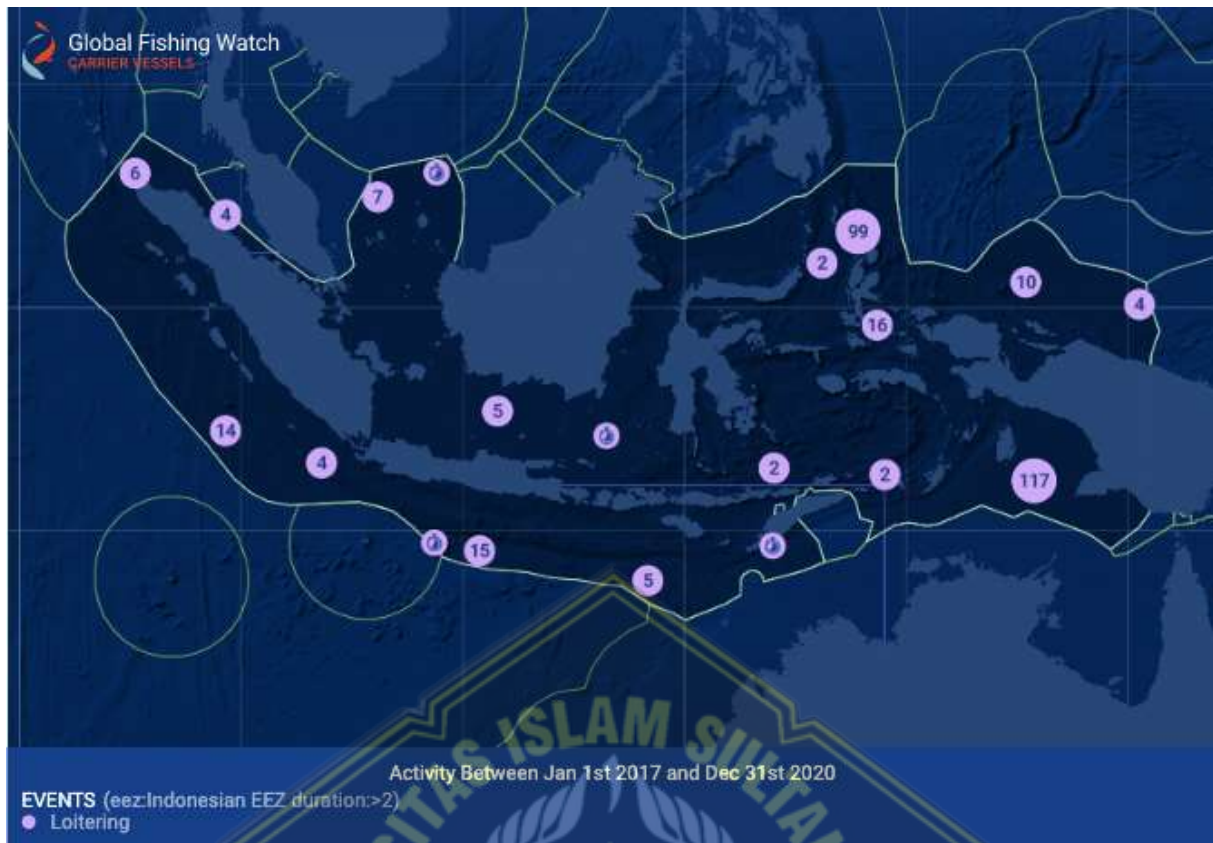 Global Fishing Watch
CARRIER VESSELS
6
4
7
99
2
10
4
16
5
14
4
2
2
117
15
5
ISLAM
Activity Between Jan 1st 2017 and Dec 31st 2020
EVENTS (eez:Indonesian EEZ duration:>2)
Loitering